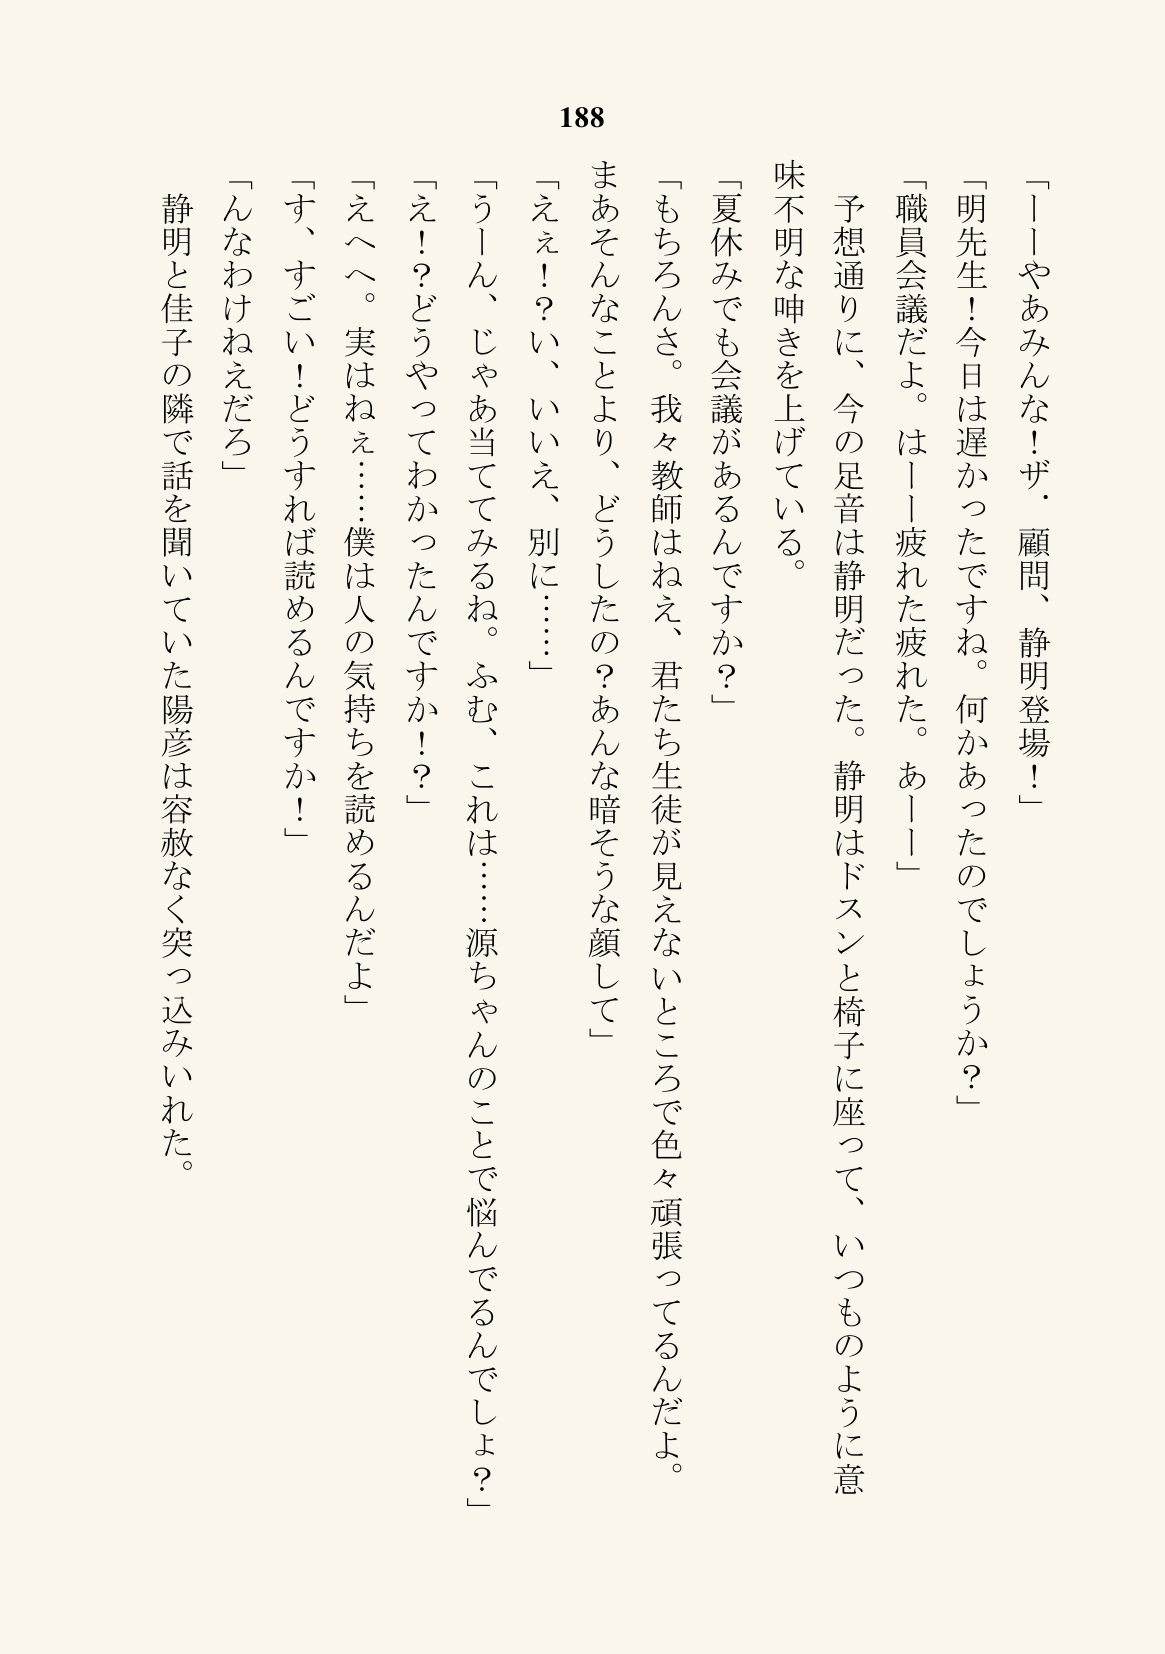 188
「ーーやあみんな！ザ・顧問、静明登場！」
「明先生！今日は遅かったですね。何かあったのでしょうか？」
「職員会議だよ。はーー疲れた疲れた。あーー」
　予想通りに、今の足音は静明だった。静明はドスンと椅子に座って、いつものように意
味不明な呻きを上げている。
「夏休みでも会議があるんですか？」
「もちろんさ。我々教師はねえ、君たち生徒が見えないところで色々頑張ってるんだよ。
まあそんなことより、どうしたの？あんな暗そうな顔して」
「えぇ！？い、いいえ、別に……」
「うーん、じゃあ当ててみるね。ふむ、これは……源ちゃんのことで悩んでるんでしょ？」
「え！？どうやってわかったんですか！？」
「えへへ。実はねぇ……僕は人の気持ちを読めるんだよ」
「す、すごい！どうすれば読めるんですか！」
「んなわけねえだろ」
　静明と佳子の隣で話を聞いていた陽彦は容赦なく突っ込みいれた。